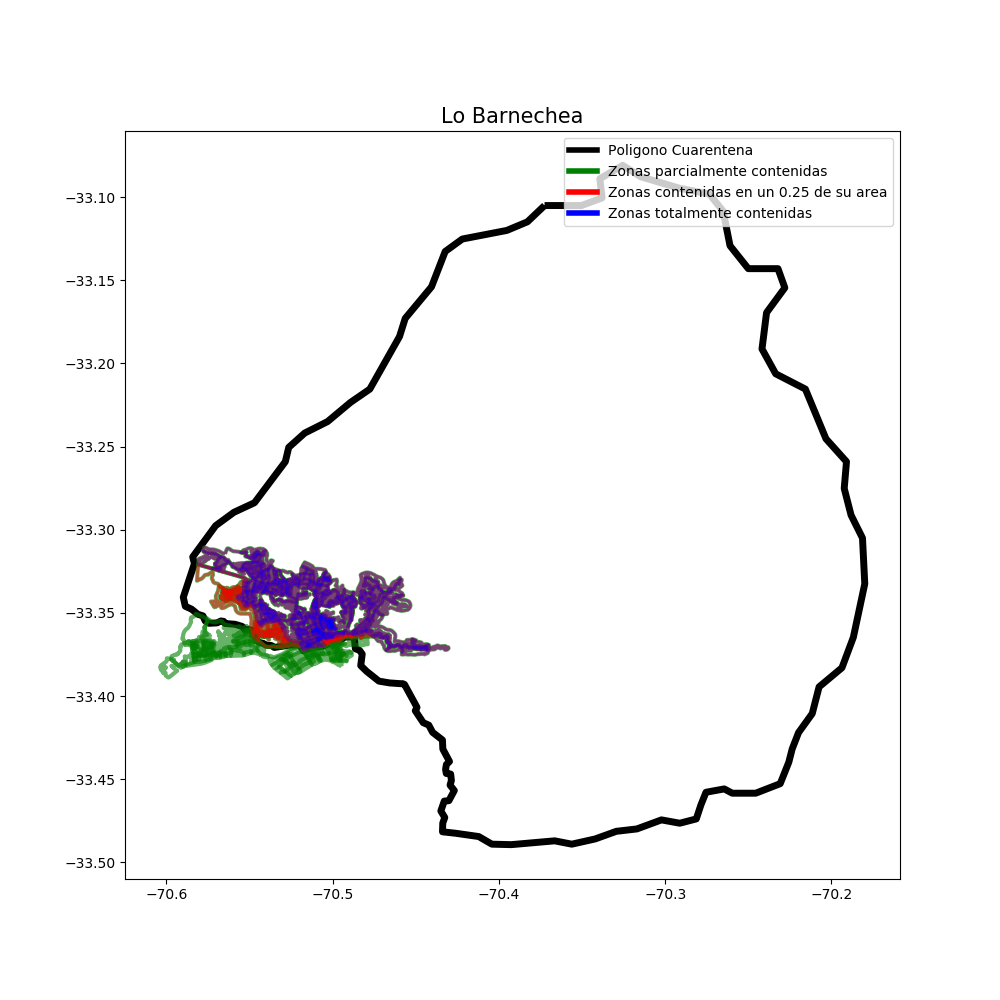 Lo Barnechea
Poligono Cuarentena
Zonas parcialmente contenidas
Zonas contenidas en un 0.25 de su area
Zonas totalmente contenidas
−33.10
−33.15
−33.20
−33.25
−33.30
−33.35
−33.40
−33.45
−33.50
−70.6
−70.5
−70.4
−70.3
−70.2